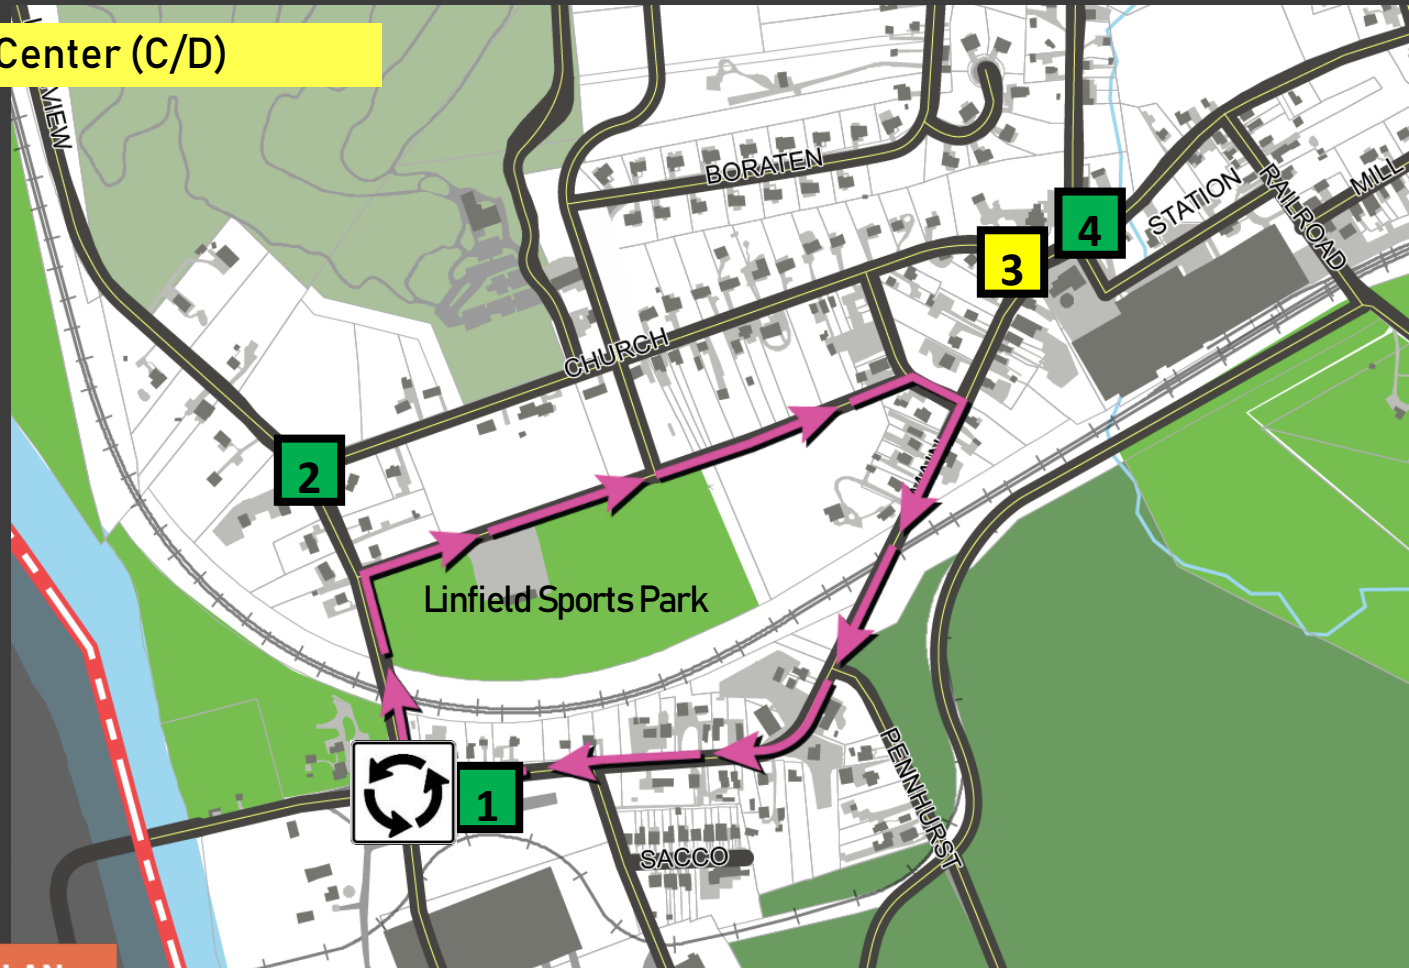 Center (C/D)
VIEW
BORATEN
STATION
RAILROAD
MILL
4
3
CHURCH
2
Linfield Sports Park
1
PENNHURST
SACCO